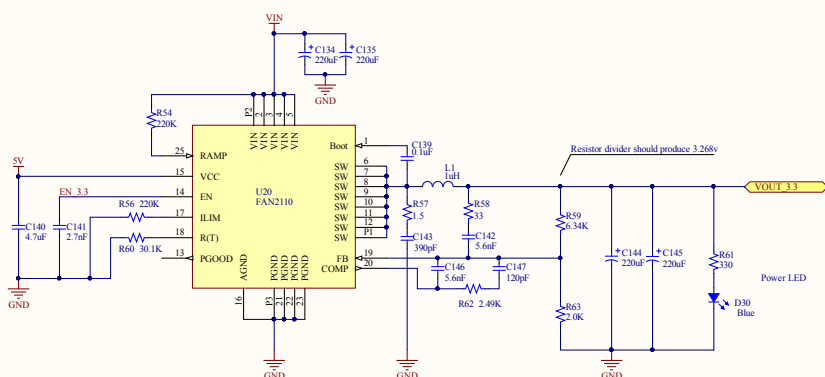 VIN
C134
220uF
C135
220uF
R54
220K
P2
2
3
4
5
VIN
VIN
VIN
VIN
VIN
25
RAMP
5V
15
VCC
EN_3.3
14
EN
R56 220K
17
ILIM
18
R(T)
R60 30.1K
13
PGOOD
C140
4.7uF
C141
2.7nF
GND
U20
FAN2110
Boot
1
SW
6
SW
7
SW
8
SW
9
SW
10
SW
11
SW
12
SW
P1
FB
19
COMP
20
AGND
PGND
PGND
PGND
PGND
16
P3
21
22
23
GND
GND
C139
0.1uF
L1
1uH
R57
1.5
C143
390pF
GND
R58
33
C142
5.6nF
C146
5.6nF
C147
120pF
R62 2.49K
Resistor divider should produce 3.268v
R59
6.34K
R63
2.0K
C144
220uF
C145
220uF
GND
VOUT_3.3
R61
330
Power LED
D30
Blue